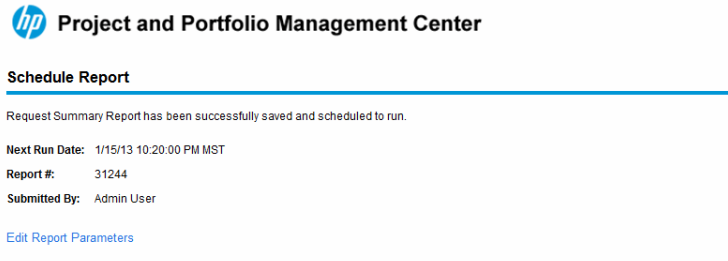 hp Project and Portfolio Management Center
Schedule Report
Request Summary Report has been successfully saved and scheduled to run.
Next Run Date: 1/15/13 10:20:00 PM MST
Report #: 31244
Submitted By: Admin User
Edit Report Parameters